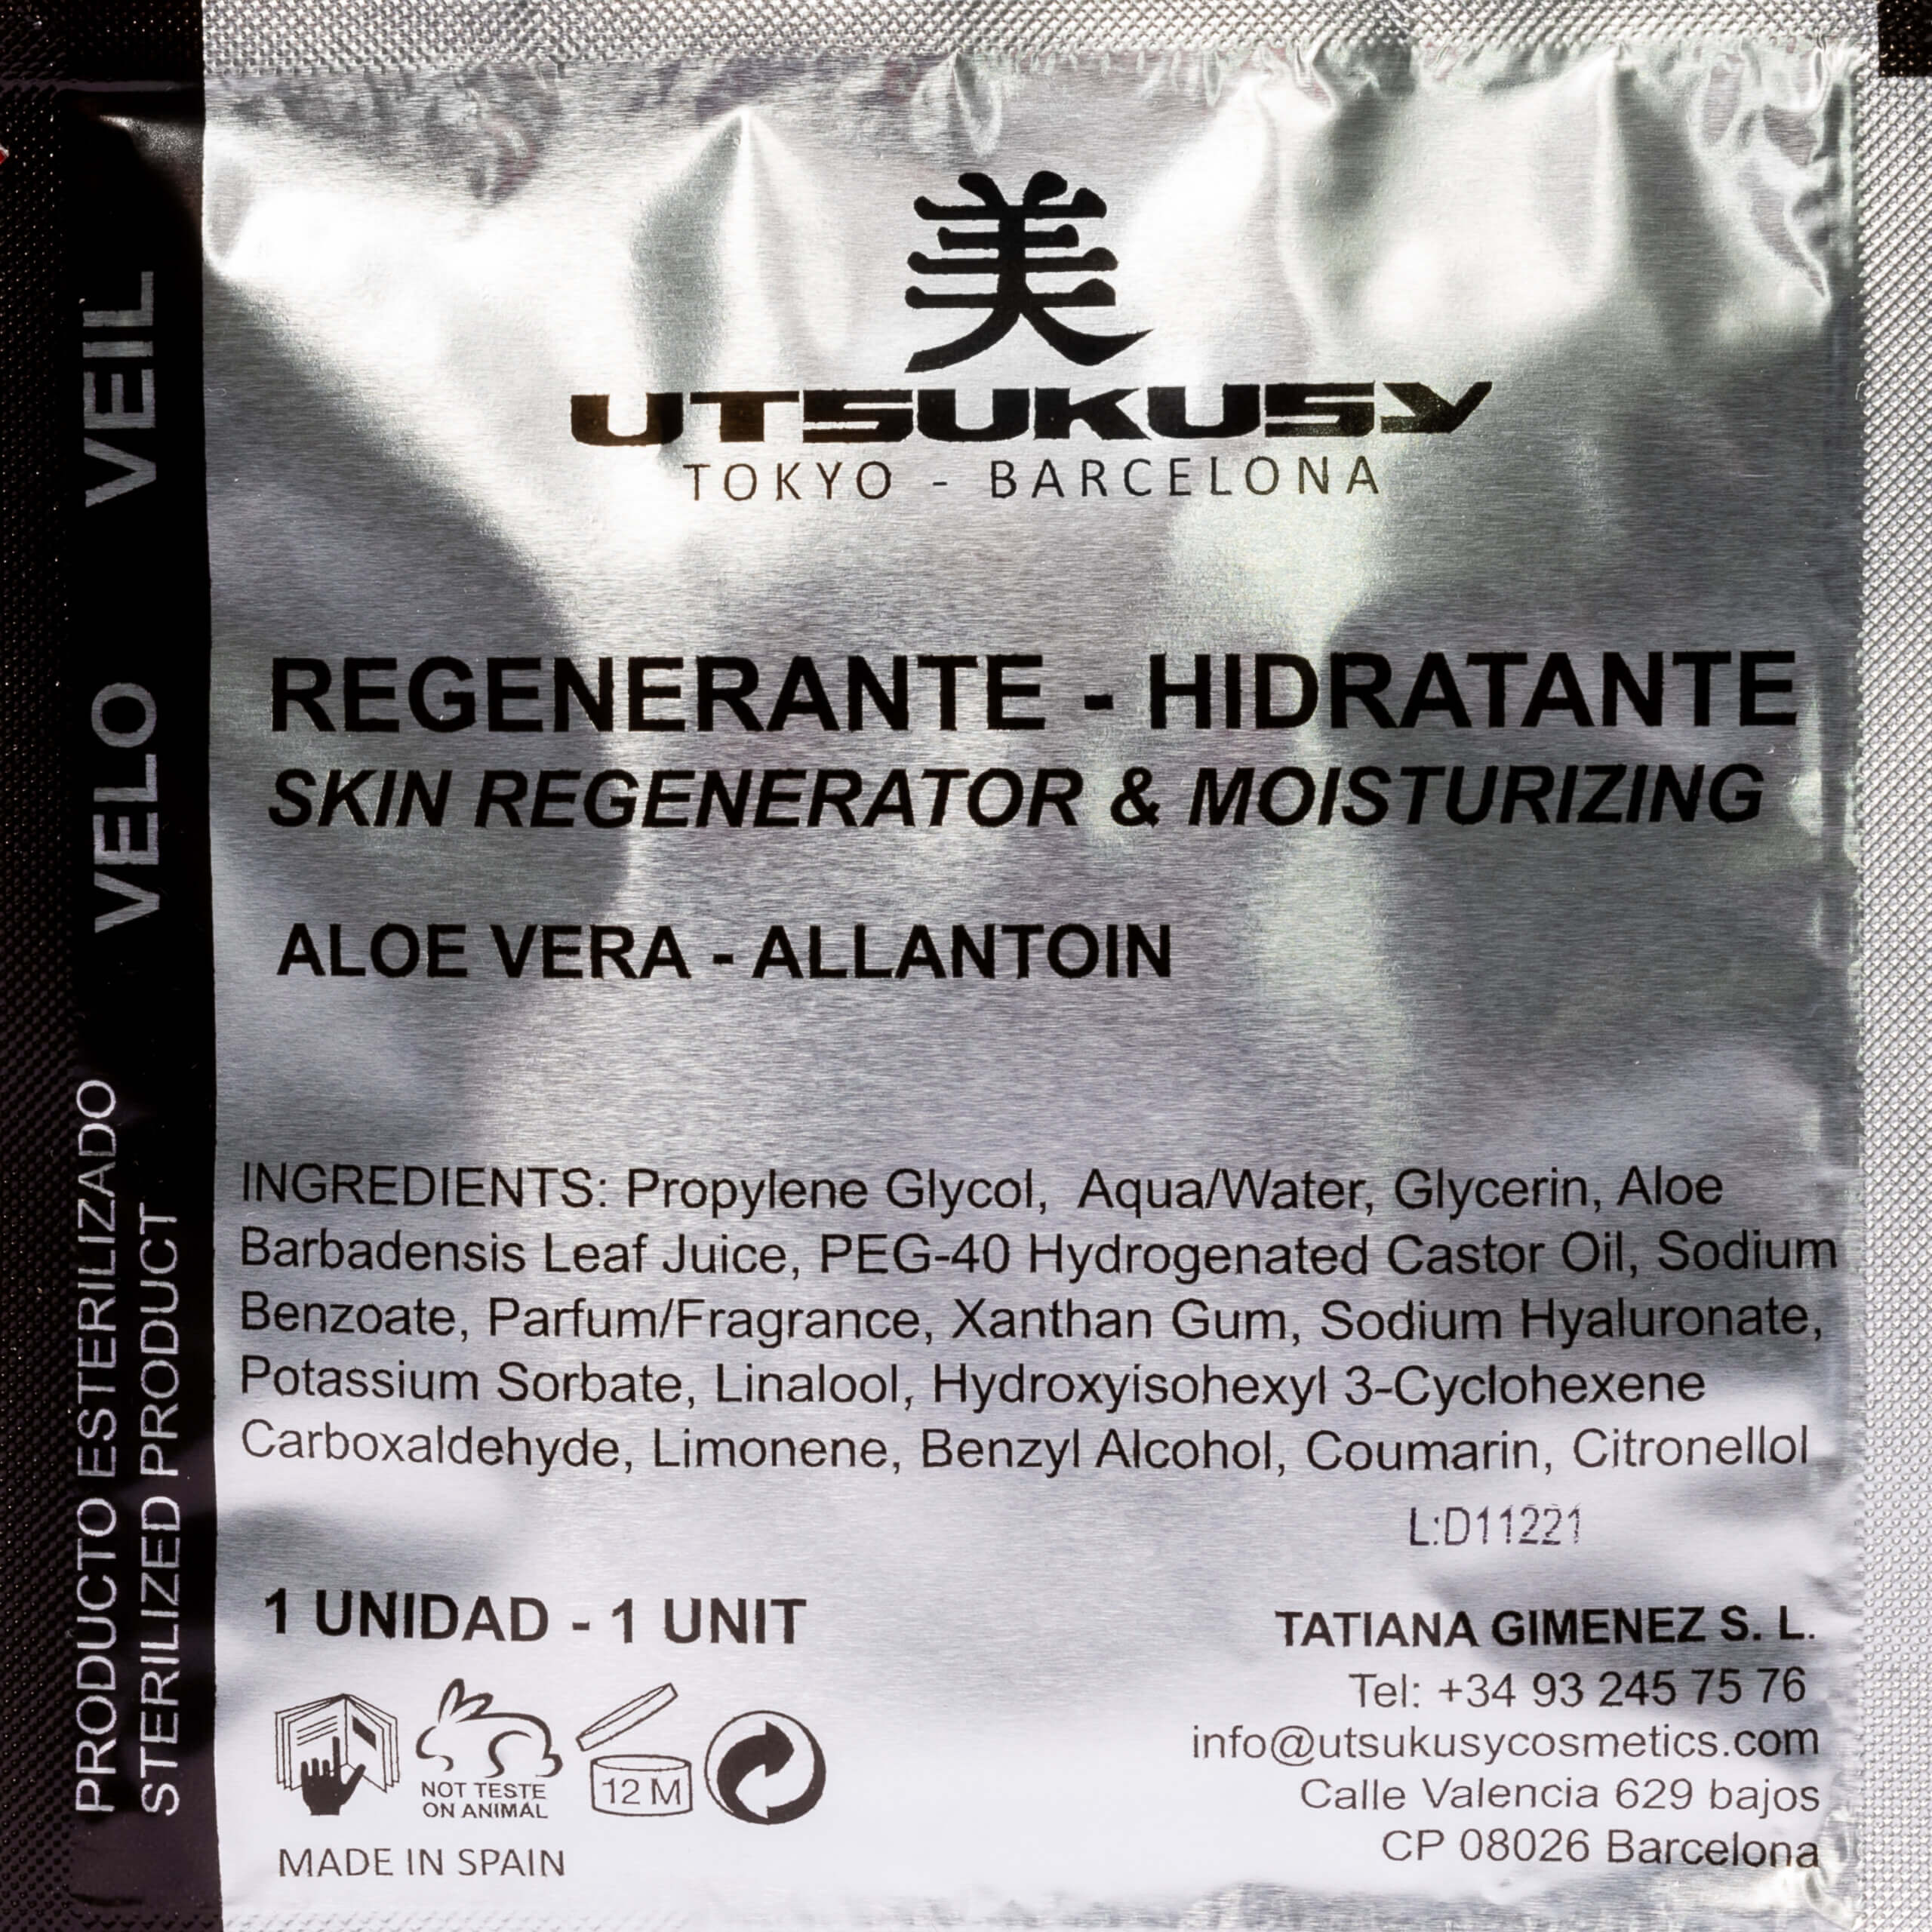 美
UTSUKUSY
TOKYO - BARCELONA
REGENERANTE - HIDRATANTE
SKIN REGENERATOR & MOISTURIZING
ALOE VERA - ALLANTOIN
INGREDIENTS: Propylene Glycol, Aqua/Water, Glycerin, Aloe
Barbadensis Leaf Juice, PEG-40 Hydrogenated Castor Oil, Sodium
Benzoate, Parfum/Fragrance, Xanthan Gum, Sodium Hyaluronate,
Potassium Sorbate, Linalool, Hydroxyisohexyl 3-Cyclohexene
Carboxaldehyde, Limonene, Benzyl Alcohol, Coumarin, Citronellol
L:D11221
1 UNIDAD - 1 UNIT
NOT TESTE
ON ANIMAL
12 M
MADE IN SPAIN
TATIANA GIMENEZ S. L.
Tel: +34 93 245 75 76
info@utsukusycosmetics.com
Calle Valencia 629 bajos
CP 08026 Barcelona
VELO VEIL
PRODUCTO ESTERILIZADO
STERILIZED PRODUCT